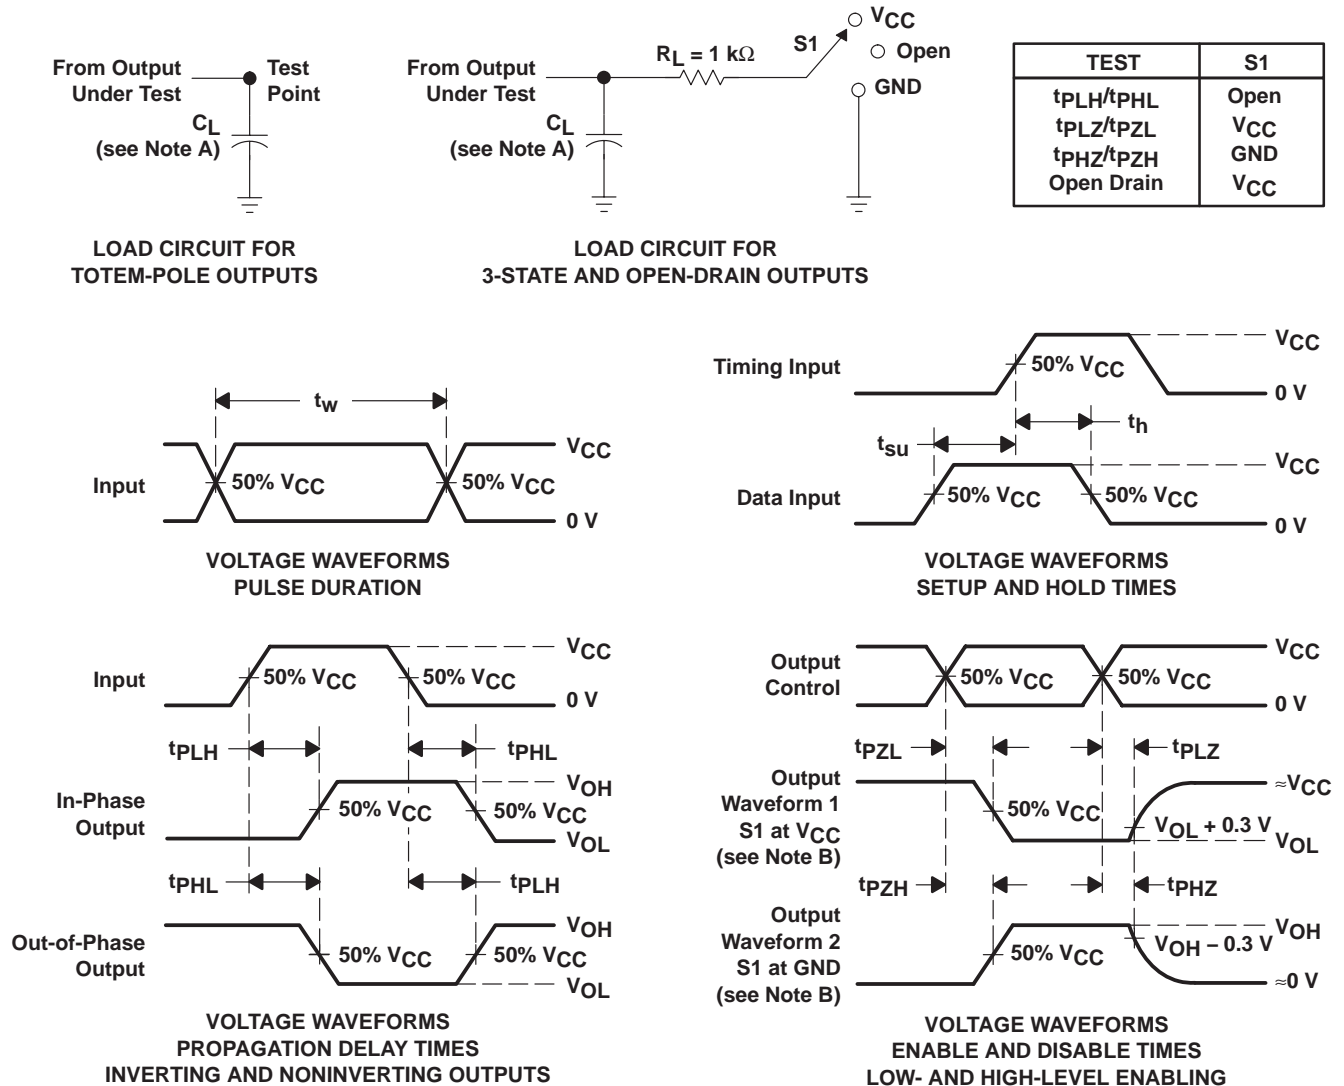 From Output
Under Test
Test
Point
CL
(see Note A)
LOAD CIRCUIT FOR
TOTEM-POLE OUTPUTS
From Output
Under Test
CL
(see Note A)
RL = 1 kΩ
S1
VCC
Open
GND
LOAD CIRCUIT FOR
3-STATE AND OPEN-DRAIN OUTPUTS
TEST S1
tPLH/tPHL Open
tPLZ/tPZL VCC
tPHZ/tPZH GND
Open Drain VCC
tw
Input
50% VCC
50% VCC
VCC
0 V
VOLTAGE WAVEFORMS
PULSE DURATION
Timing Input
50% VCC
VCC
0 V
tsu
th
Data Input
50% VCC
50% VCC
VCC
0 V
VOLTAGE WAVEFORMS
SETUP AND HOLD TIMES
Input
50% VCC
50% VCC
VCC
0 V
tPLH
tPHL
In-Phase
Output
50% VCC
50% VCC
VOH
VOL
tPHL
tPLH
Out-of-Phase
Output
50% VCC
50% VCC
VOH
VOL
VOLTAGE WAVEFORMS
PROPAGATION DELAY TIMES
INVERTING AND NONINVERTING OUTPUTS
Output
Control
50% VCC
50% VCC
VCC
0 V
tPZL
tPLZ
Output
Waveform 1
S1 at VCC
(see Note B)
50% VCC
VOL + 0.3 V
≈VCC
VOL
tPZH
tPHZ
Output
Waveform 2
S1 at GND
(see Note B)
50% VCC
VOH − 0.3 V
VOH
≈0 V
VOLTAGE WAVEFORMS
ENABLE AND DISABLE TIMES
LOW- AND HIGH-LEVEL ENABLING